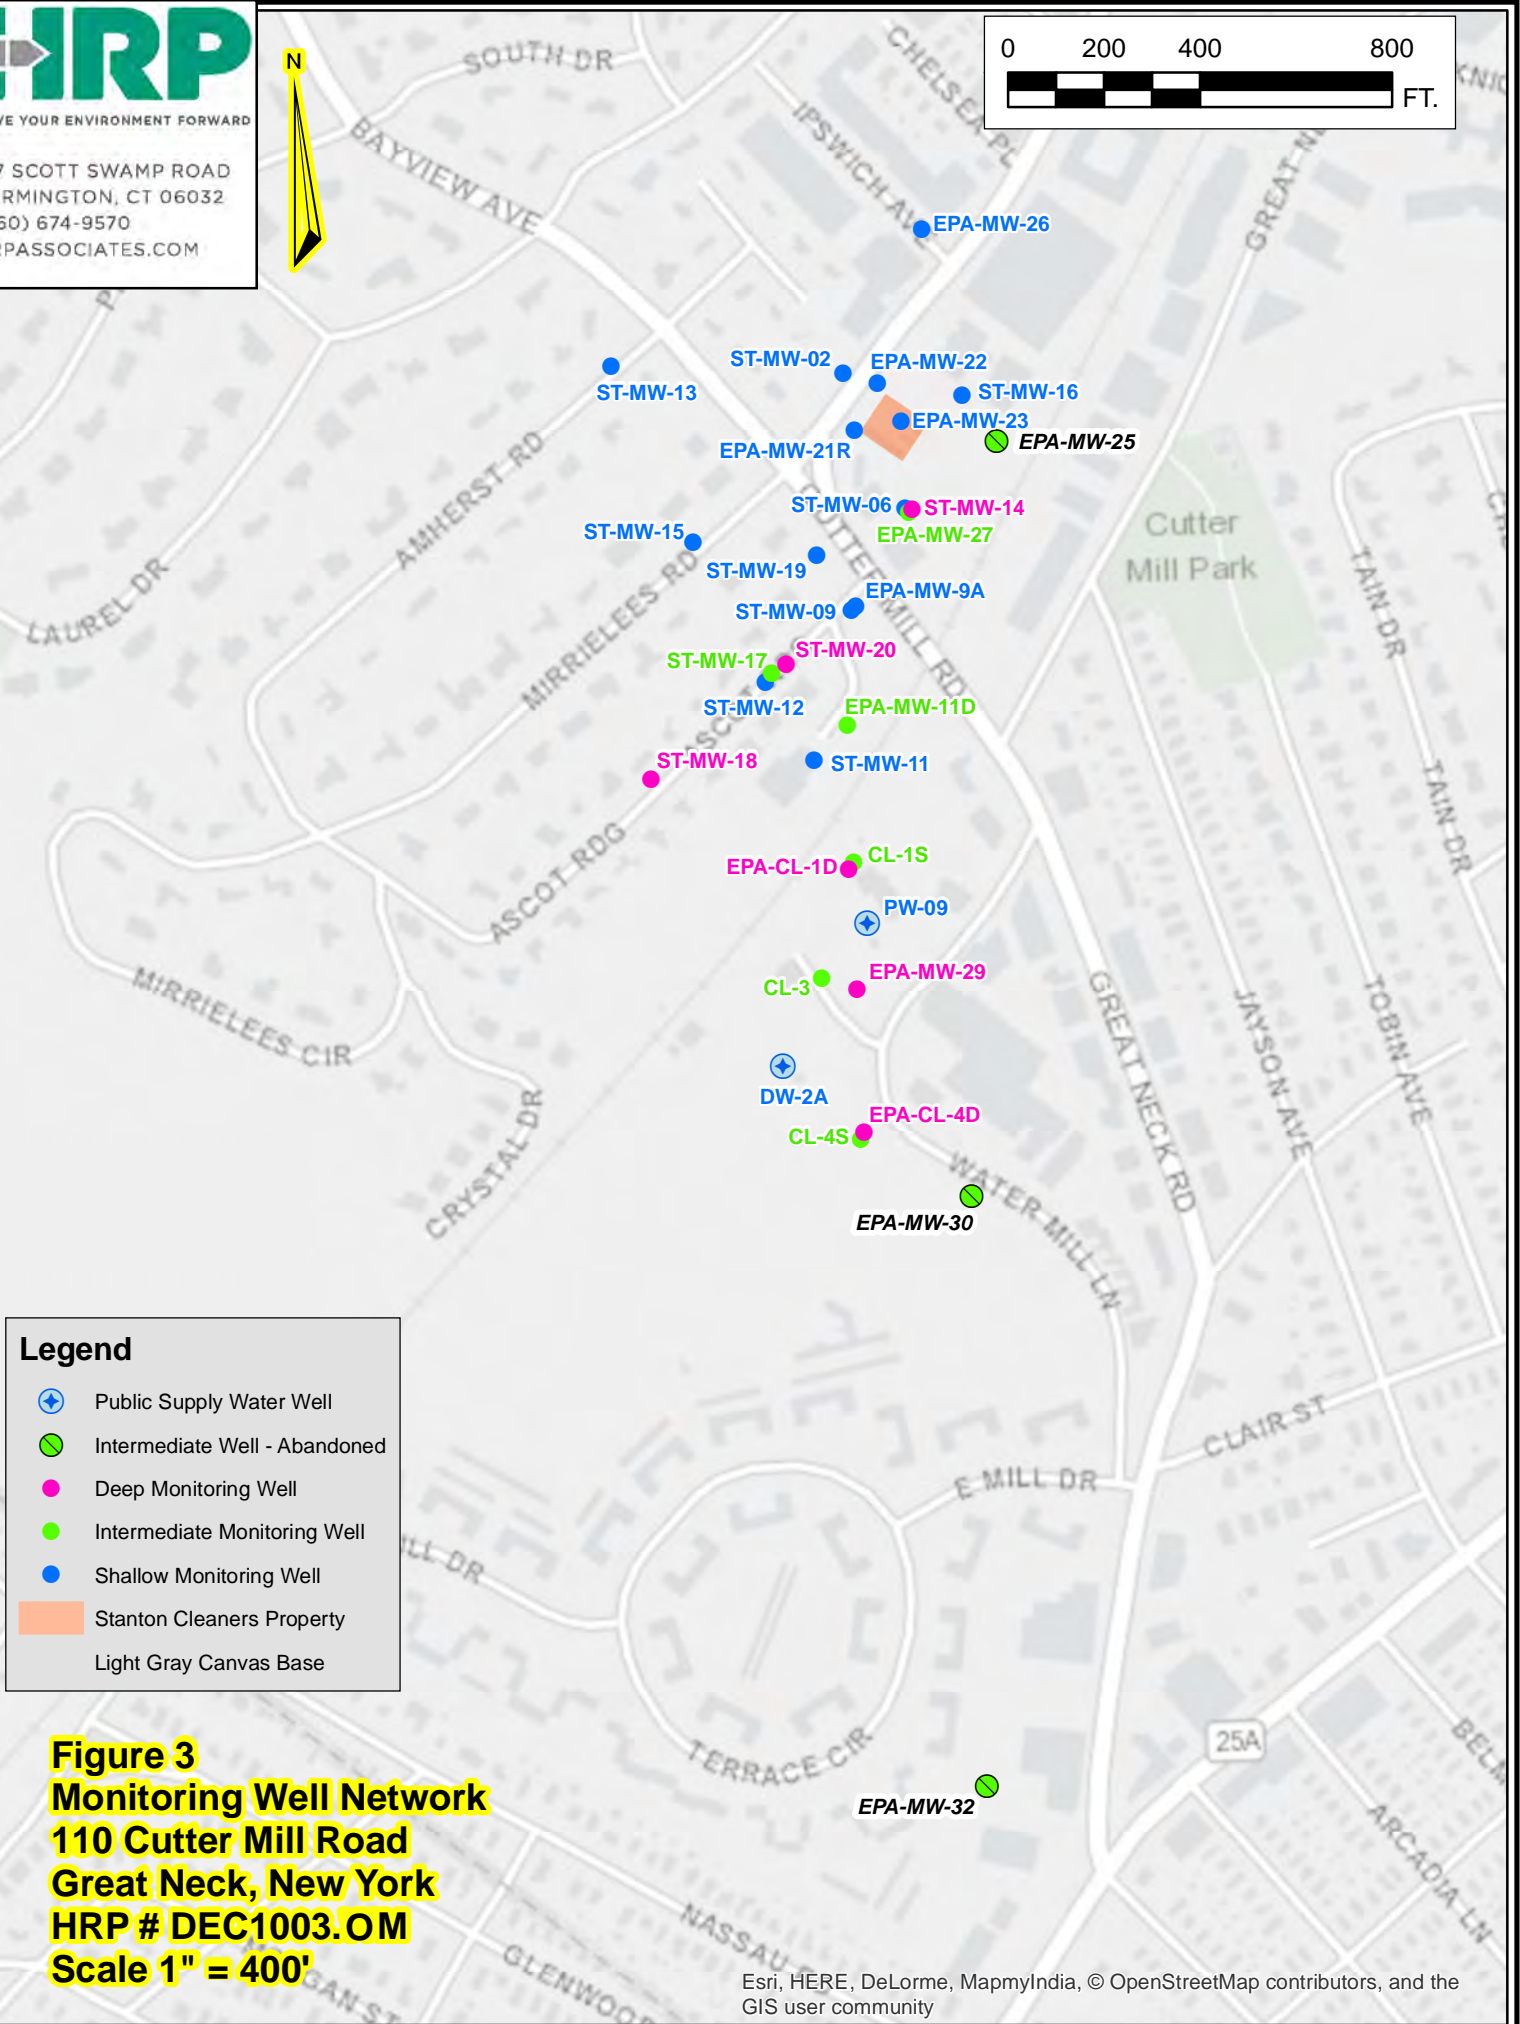 HRP
VE YOUR ENVIRONMENT FORWARD
7 SCOTT SWAMP ROAD
RMINGTON, CT 06032
60) 674-9570
RPASSOCIATES.COM
N
0 200 400 800
FT.
SOUTH DR
CHELSEA PL
IPSWICH AVE
BAYVIEW AVE
GREAT NE
KNIG
EPA-MW-26
ST-MW-02
EPA-MW-22
ST-MW-13
ST-MW-16
EPA-MW-23
EPA-MW-25
EPA-MW-21R
AMHERST RD
ST-MW-06
ST-MW-14
EPA-MW-27
CUTTER MILL RD
Cutter
Mill Park
ST-MW-15
ST-MW-19
LAUREL DR
MIRRIELEES RD
TAIN DR
EPA-MW-9A
ST-MW-09
ST-MW-20
ST-MW-17
ST-MW-12
EPA-MW-11D
ST-MW-18
ST-MW-11
TAIN DR
ASCOT RDG
EPA-CL-1D
CL-1S
PW-09
EPA-MW-29
CL-3
MIRRIELEES CIR
GREAT NECK RD
JAYSON AVE
TOBIN AVE
DW-2A
EPA-CL-4D
CL-4S
CRYSTAL DR
WATER MILL LN
EPA-MW-30
Legend
Public Supply Water Well
Intermediate Well - Abandoned
Deep Monitoring Well
Intermediate Monitoring Well
Shallow Monitoring Well
Stanton Cleaners Property
Light Gray Canvas Base
CLAIR ST
E MILL DR
ILL DR
TERRACE CIR
25A
BELM
EPA-MW-32
ARCADIA LN
NASSAU
GLENWOOD
GAN ST
Figure 3
Monitoring Well Network
110 Cutter Mill Road
Great Neck, New York
HRP # DEC1003.OM
Scale 1" = 400'
Esri, HERE, DeLorme, MapmyIndia, © OpenStreetMap contributors, and the
GIS user community